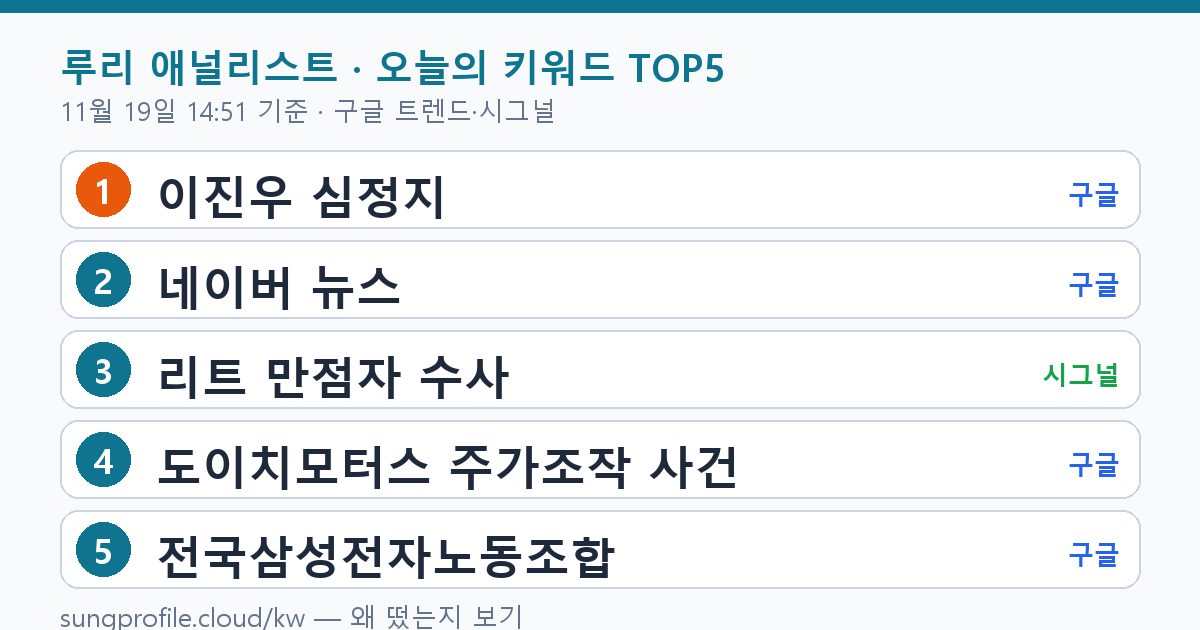 루리 애널리스트 · 오늘의 키워드 TOP5
11월 19일 14:51 기준 · 구글 트렌드·시그널
1 이진우 심정지 구글
2 네이버 뉴스 구글
3 리트 만점자 수사 시그널
4 도이치모터스 주가조작 사건 구글
5 전국삼성전자노동조합 구글
sungprofile.cloud/kw — 왜 떴는지 보기